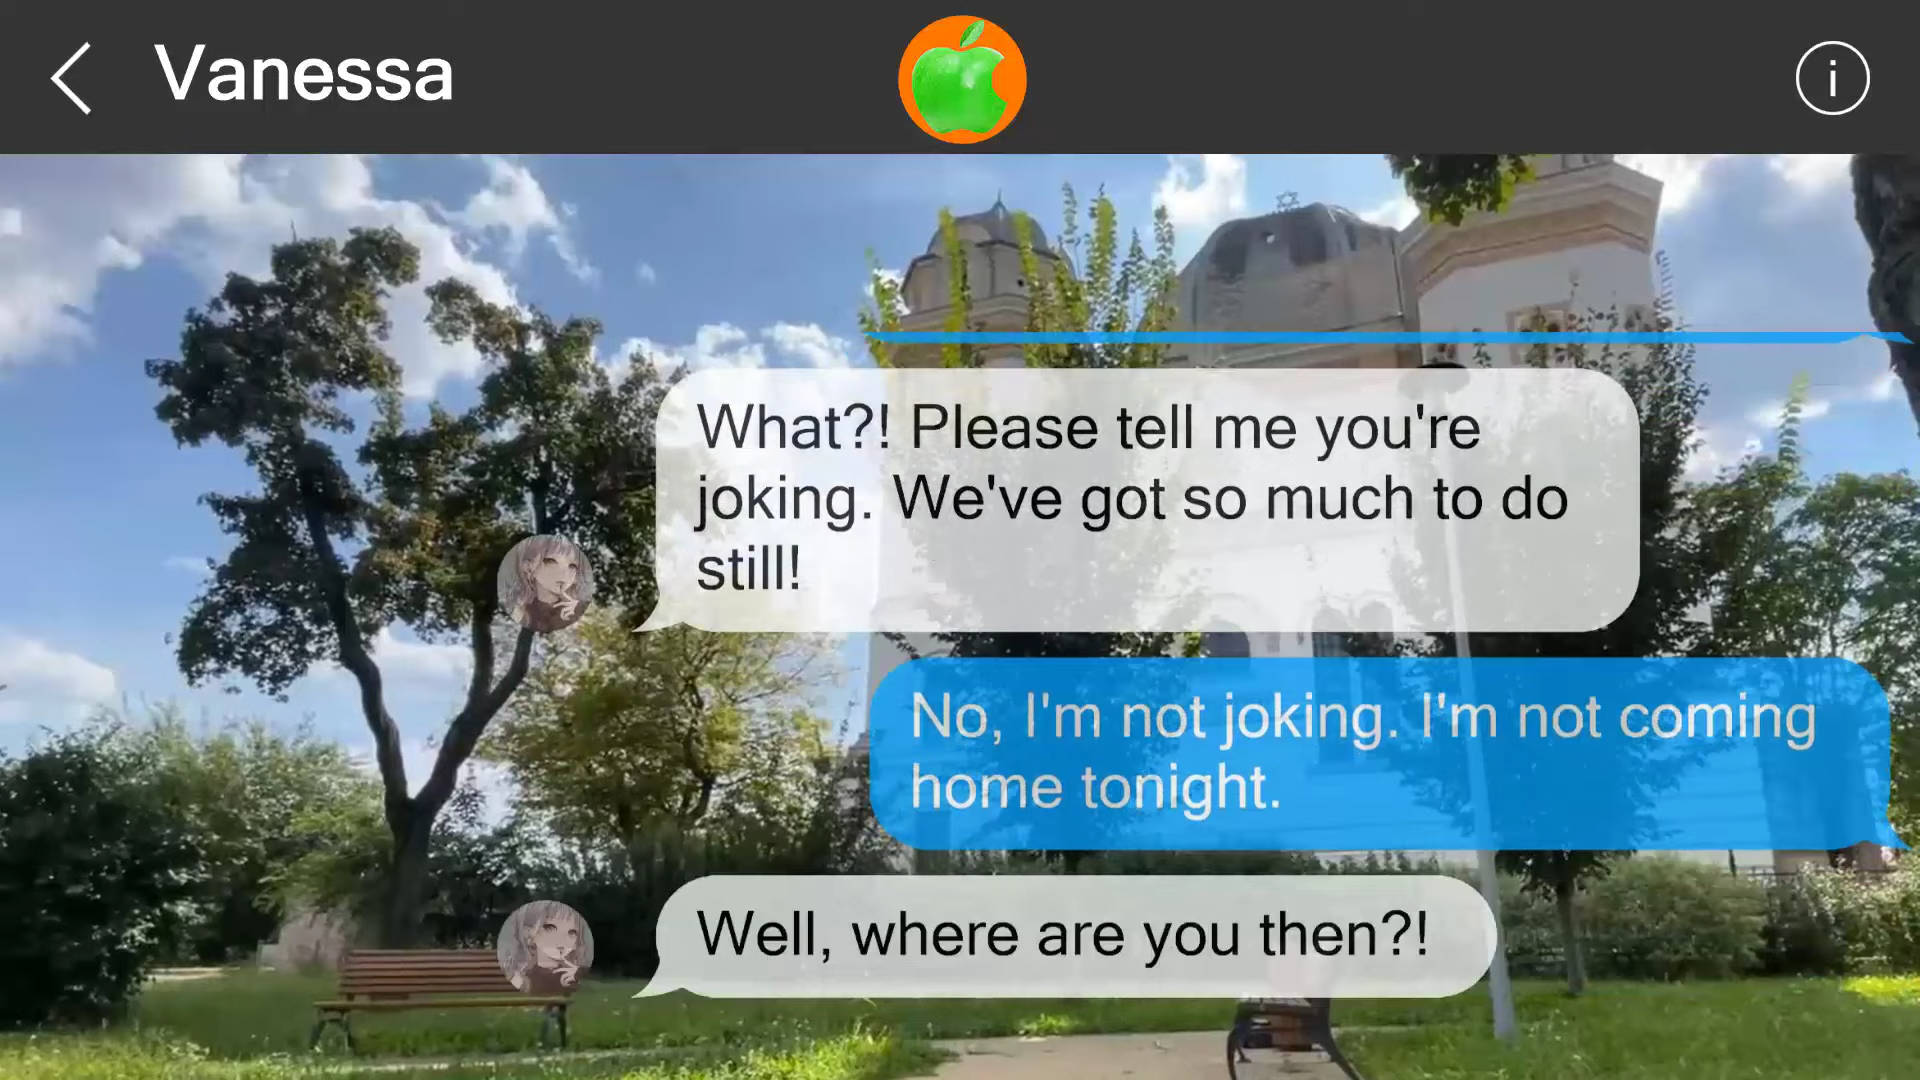 Vanessa
What?! Please tell me you're
joking. We've got so much to do
still!
No, I'm not joking. I'm not coming
home tonight.
Well, where are you then?!